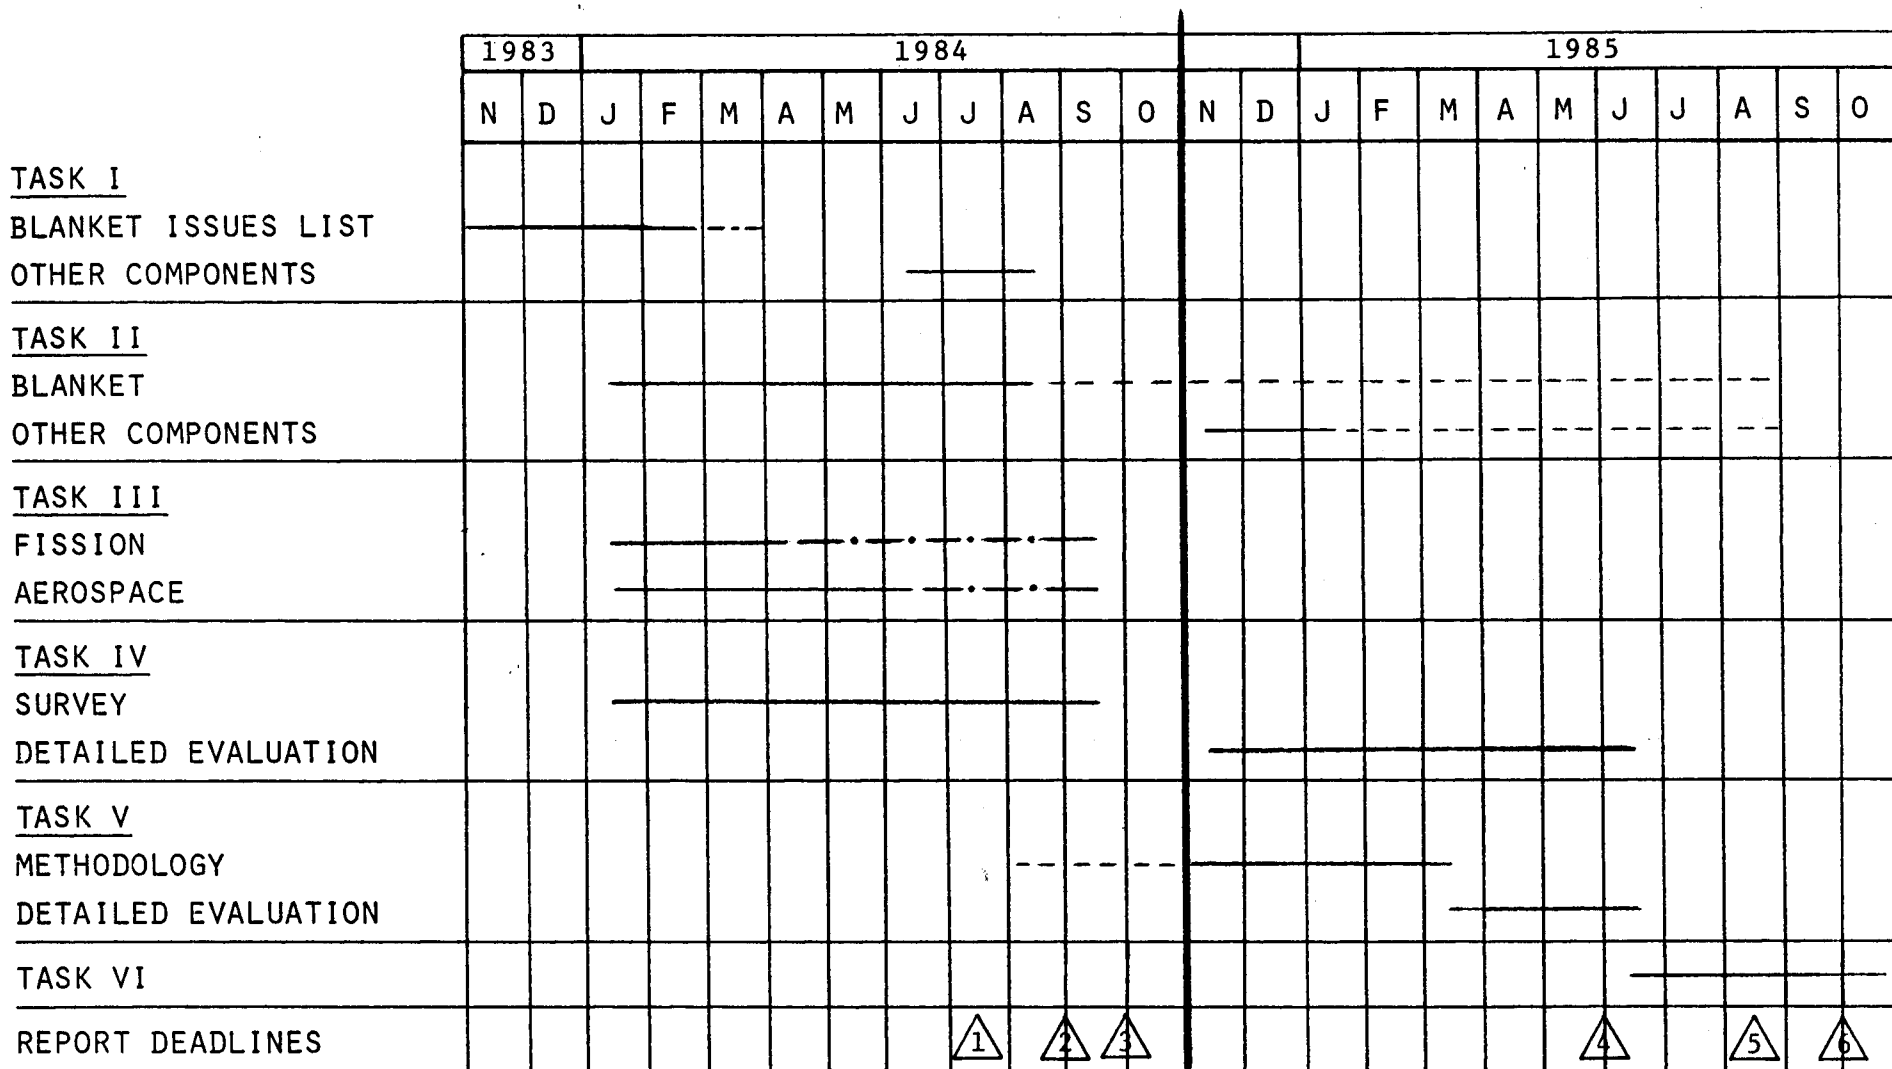 1983 1984 1985
N D J F M A M J J A S O N D J F M A M J J A S O
TASK I
BLANKET ISSUES LIST
OTHER COMPONENTS
TASK II
BLANKET
OTHER COMPONENTS
TASK III
FISSION
AEROSPACE
TASK IV
SURVEY
DETAILED EVALUATION
TASK V
METHODOLOGY
DETAILED EVALUATION
TASK VI
REPORT DEADLINES 1 2 3 4 5 6